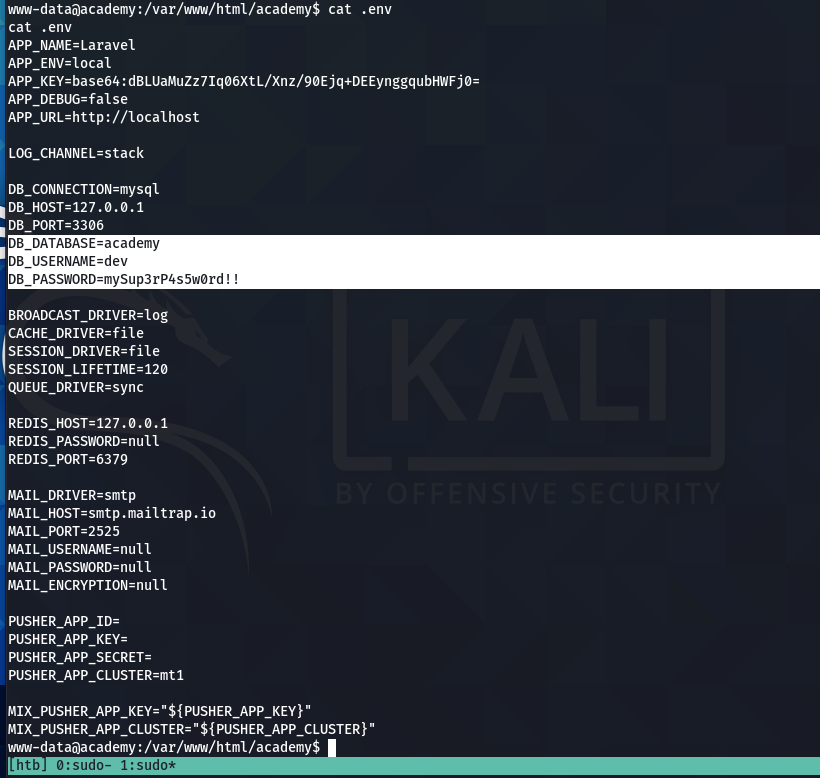 www-data@academy:/var/www/html/academy$ cat .env
cat .env
APP_NAME=Laravel
APP_ENV=local
APP_KEY=base64:dBLUaMuZz7Iq06XtL/Xnz/90Ejq+DEEynggqubHWFj0=
APP_DEBUG=false
APP_URL=http://localhost

LOG_CHANNEL=stack

DB_CONNECTION=mysql
DB_HOST=127.0.0.1
DB_PORT=3306
DB_DATABASE=academy
DB_USERNAME=dev
DB_PASSWORD=mySup3rP4s5w0rd!!

BROADCAST_DRIVER=log
CACHE_DRIVER=file
SESSION_DRIVER=file
SESSION_LIFETIME=120
QUEUE_DRIVER=sync

REDIS_HOST=127.0.0.1
REDIS_PASSWORD=null
REDIS_PORT=6379

MAIL_DRIVER=smtp
MAIL_HOST=smtp.mailtrap.io
MAIL_PORT=2525
MAIL_USERNAME=null
MAIL_PASSWORD=null
MAIL_ENCRYPTION=null

PUSHER_APP_ID=
PUSHER_APP_KEY=
PUSHER_APP_SECRET=
PUSHER_APP_CLUSTER=mt1

MIX_PUSHER_APP_KEY="${PUSHER_APP_KEY}"
MIX_PUSHER_APP_CLUSTER="${PUSHER_APP_CLUSTER}"
www-data@academy:/var/www/html/academy$
[htb] 0:sudo- 1:sudo*
KALI
BY OFFENSIVE SECURITY